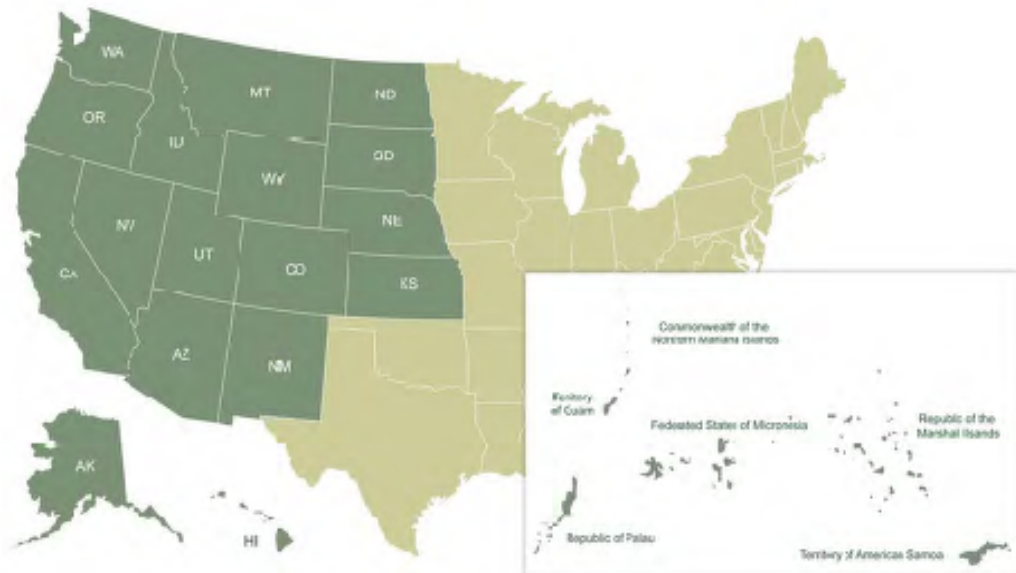 WA
MT
ND
OR
ID
SD
WY
NE
NV
UT
CO
CA
KS
AZ
NM
AK
HI
Commonwealth of the
Northern Mariana Islands
Territory
of Guam
Federated States of Micronesia
Republic of the
Marshall Islands
Republic of Palau
Territory of American Samoa